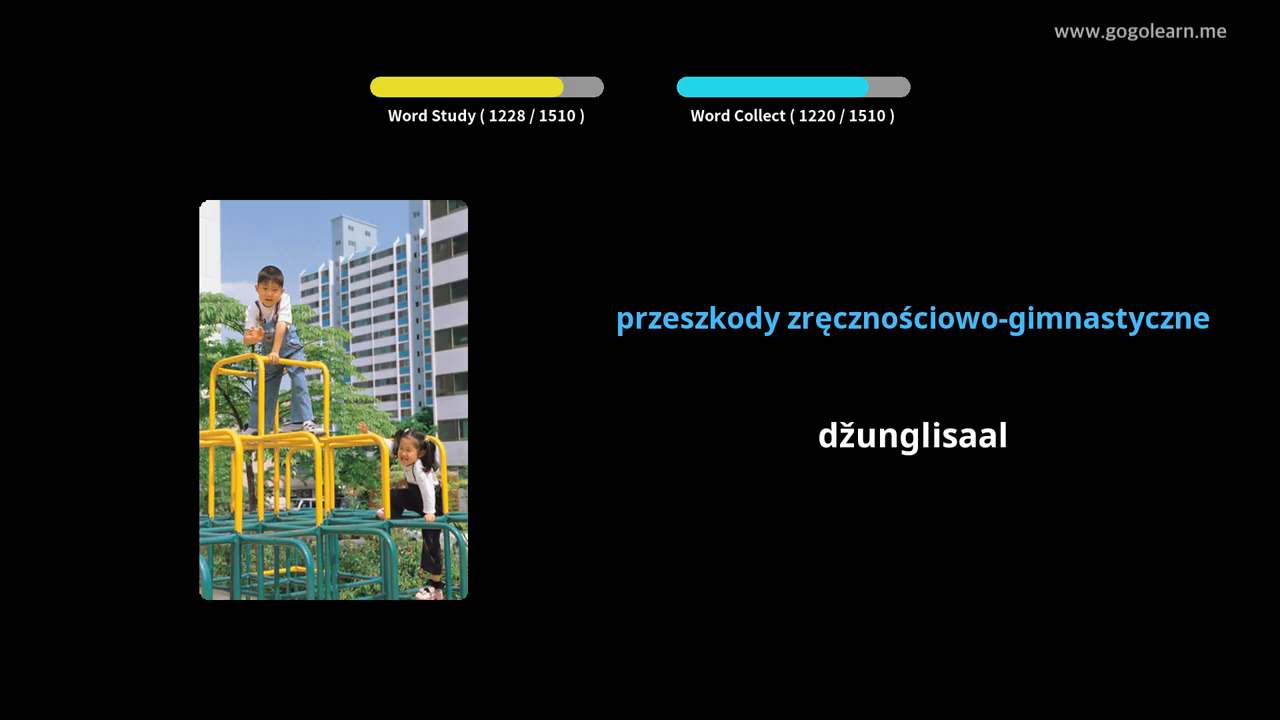 www.gogolearn.me
Word Study ( 1228 / 1510 )
Word Collect ( 1220 / 1510 )
przeszkody zręcznościowo-gimnastyczne
džunglisaal